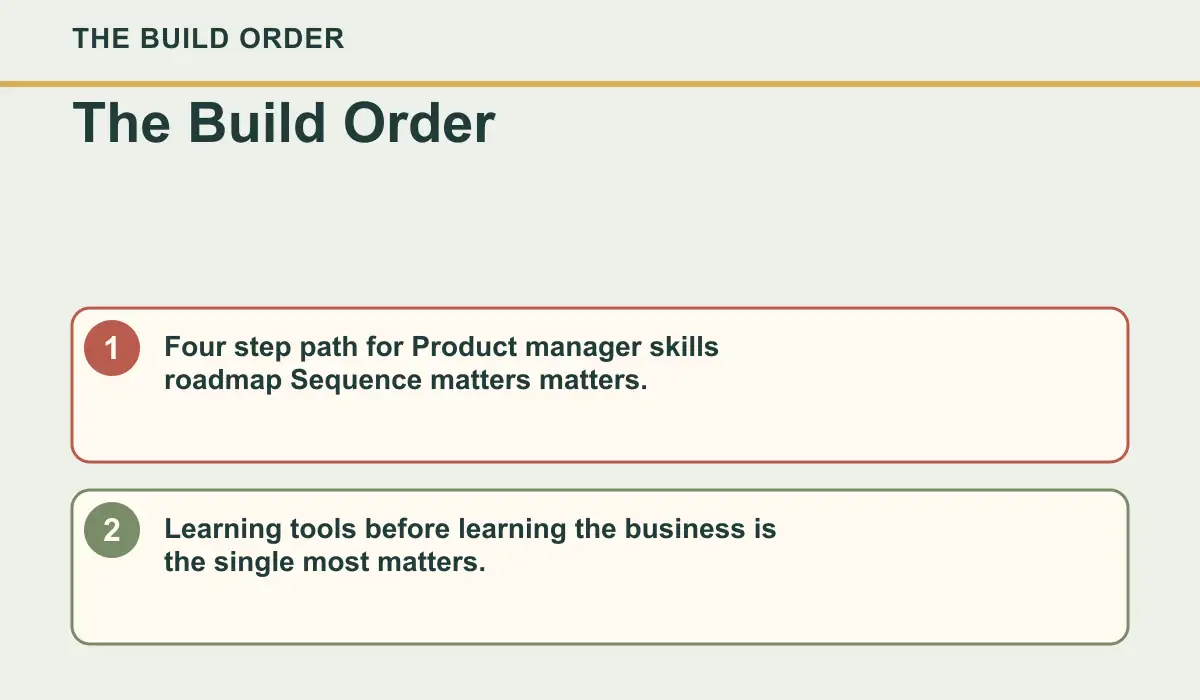 THE BUILD ORDER
The Build Order
1
Four step path for Product manager skills
roadmap Sequence matters matters.
2
Learning tools before learning the business is
the single most matters.